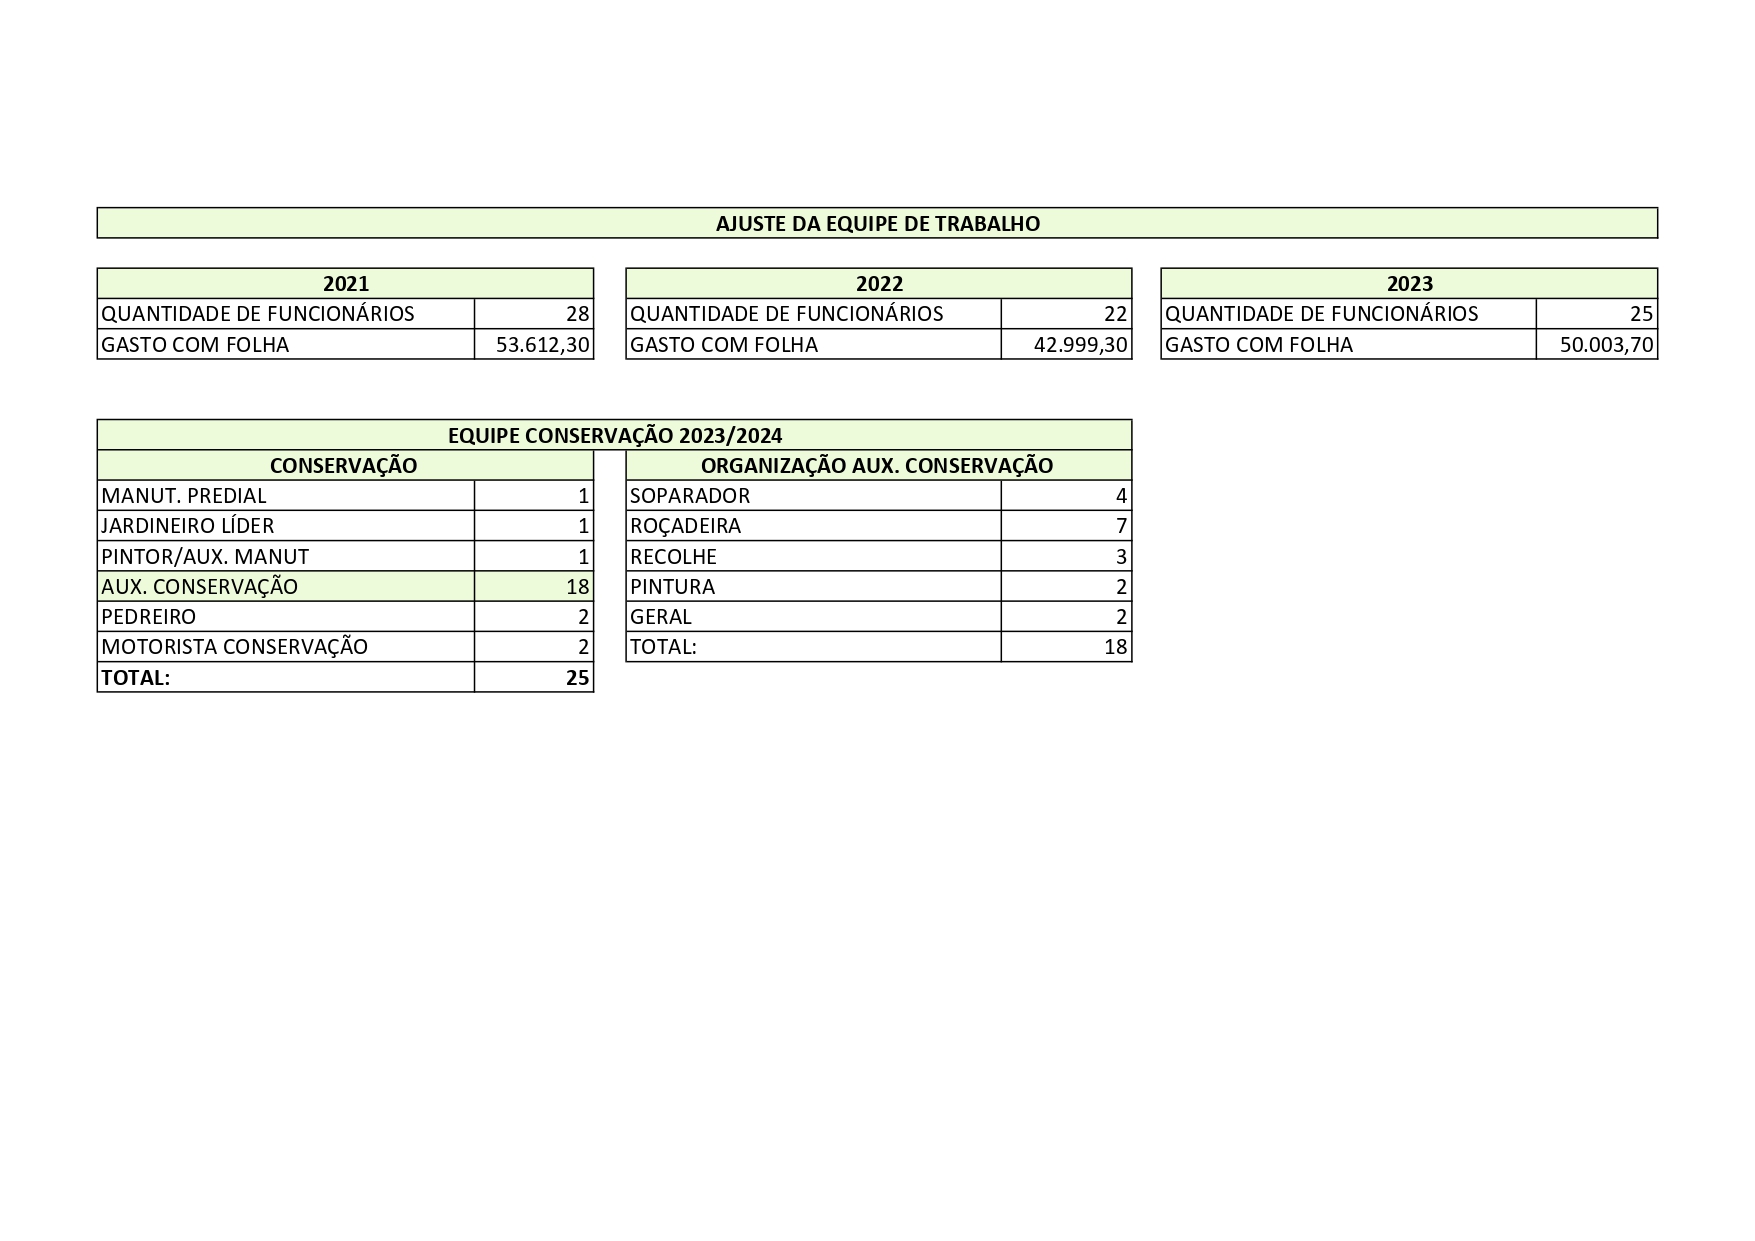 AJUSTE DA EQUIPE DE TRABALHO
2021 2022 2023
QUANTIDADE DE FUNCIONÁRIOS 28 QUANTIDADE DE FUNCIONÁRIOS 22 QUANTIDADE DE FUNCIONÁRIOS 25
GASTO COM FOLHA 53.612,30 GASTO COM FOLHA 42.999,30 GASTO COM FOLHA 50.003,70
EQUIPE CONSERVAÇÃO 2023/2024
CONSERVAÇÃO ORGANIZAÇÃO AUX. CONSERVAÇÃO
MANUT. PREDIAL 1 SOPARADOR 4
JARDINEIRO LÍDER 1 ROÇADEIRA 7
PINTOR/AUX. MANUT 1 RECOLHE 3
AUX. CONSERVAÇÃO 18 PINTURA 2
PEDREIRO 2 GERAL 2
MOTORISTA CONSERVAÇÃO 2 TOTAL: 18
TOTAL: 25